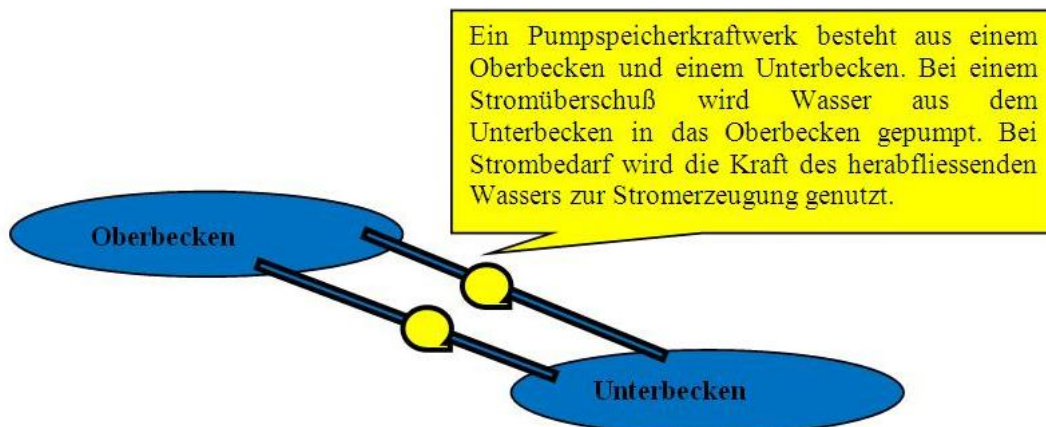 Ein Pumpspeicherkraftwerk besteht aus einem
Oberbecken und einem Unterbecken. Bei einem
Stromüberschuß wird Wasser aus dem
Unterbecken in das Oberbecken gepumpt. Bei
Strombedarf wird die Kraft des herabfliessenden
Wassers zur Stromerzeugung genutzt.
Oberbecken
Unterbecken